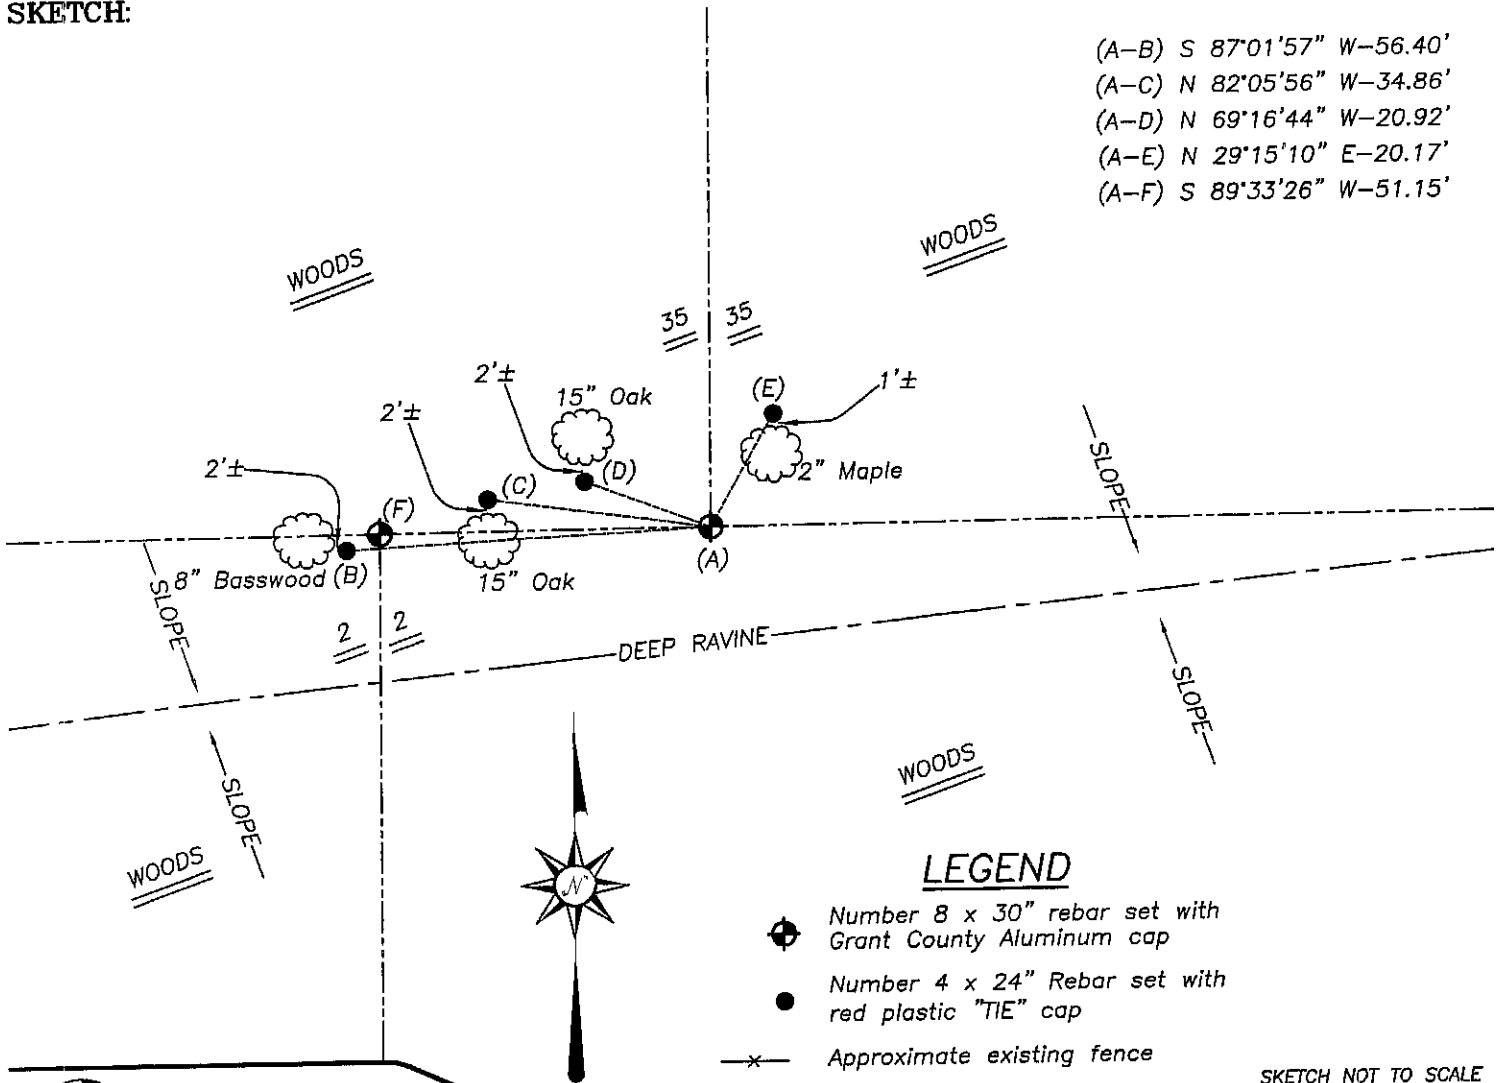 SKETCH:
(A-B) S 87°01'57" W-56.40'
(A-C) N 82°05'56" W-34.86'
(A-D) N 69°16'44" W-20.92'
(A-E) N 29°15'10" E-20.17'
(A-F) S 89°33'26" W-51.15'
WOODS
WOODS
35
35
2'±
15" Oak
(E)
1'±
2'±
2'±
(D)
2" Maple
(C)
SLOPE
(F)
(A)
8" Basswood (B)
15" Oak
SLOPE
2
2
DEEP RAVINE
SLOPE
WOODS
SLOPE
WOODS
N
LEGEND
Number 8 x 30" rebar set with
Grant County Aluminum cap
Number 4 x 24" Rebar set with
red plastic "TIE" cap
Approximate existing fence
SKETCH NOT TO SCALE